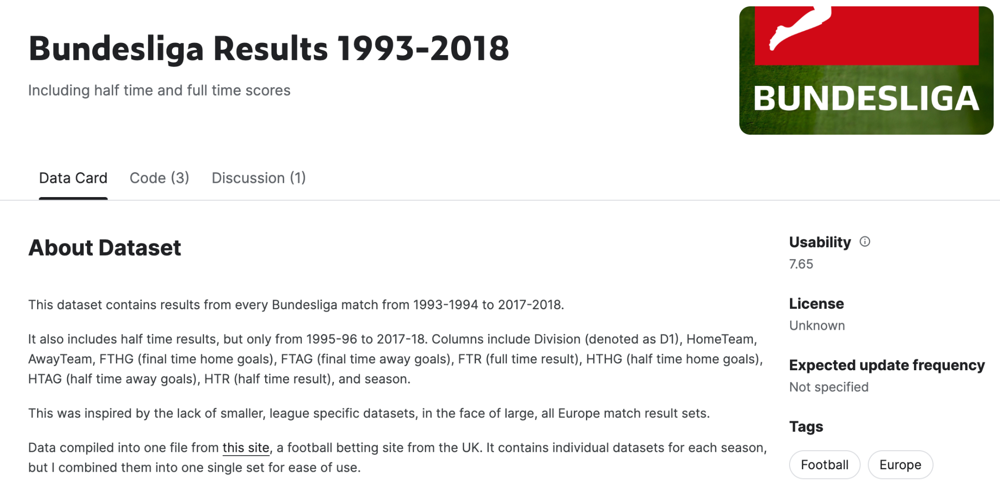 Bundesliga Results 1993-2018
Including half time and full time scores
BUNDESLIGA
Data Card
Code (3)
Discussion (1)
About Dataset
This dataset contains results from every Bundesliga match from 1993-1994 to 2017-2018.
It also includes half time results, but only from 1995-96 to 2017-18. Columns include Division (denoted as D1), HomeTeam,
AwayTeam, FTHG (final time home goals), FTAG (final time away goals), FTR (full time result), HTHG (half time home goals),
HTAG (half time away goals), HTR (half time result), and season.
This was inspired by the lack of smaller, league specific datasets, in the face of large, all Europe match result sets.
Data compiled into one file from this site, a football betting site from the UK. It contains individual datasets for each season,
but I combined them into one single set for ease of use.
Usability
7.65
License
Unknown
Expected update frequency
Not specified
Tags
Football
Europe